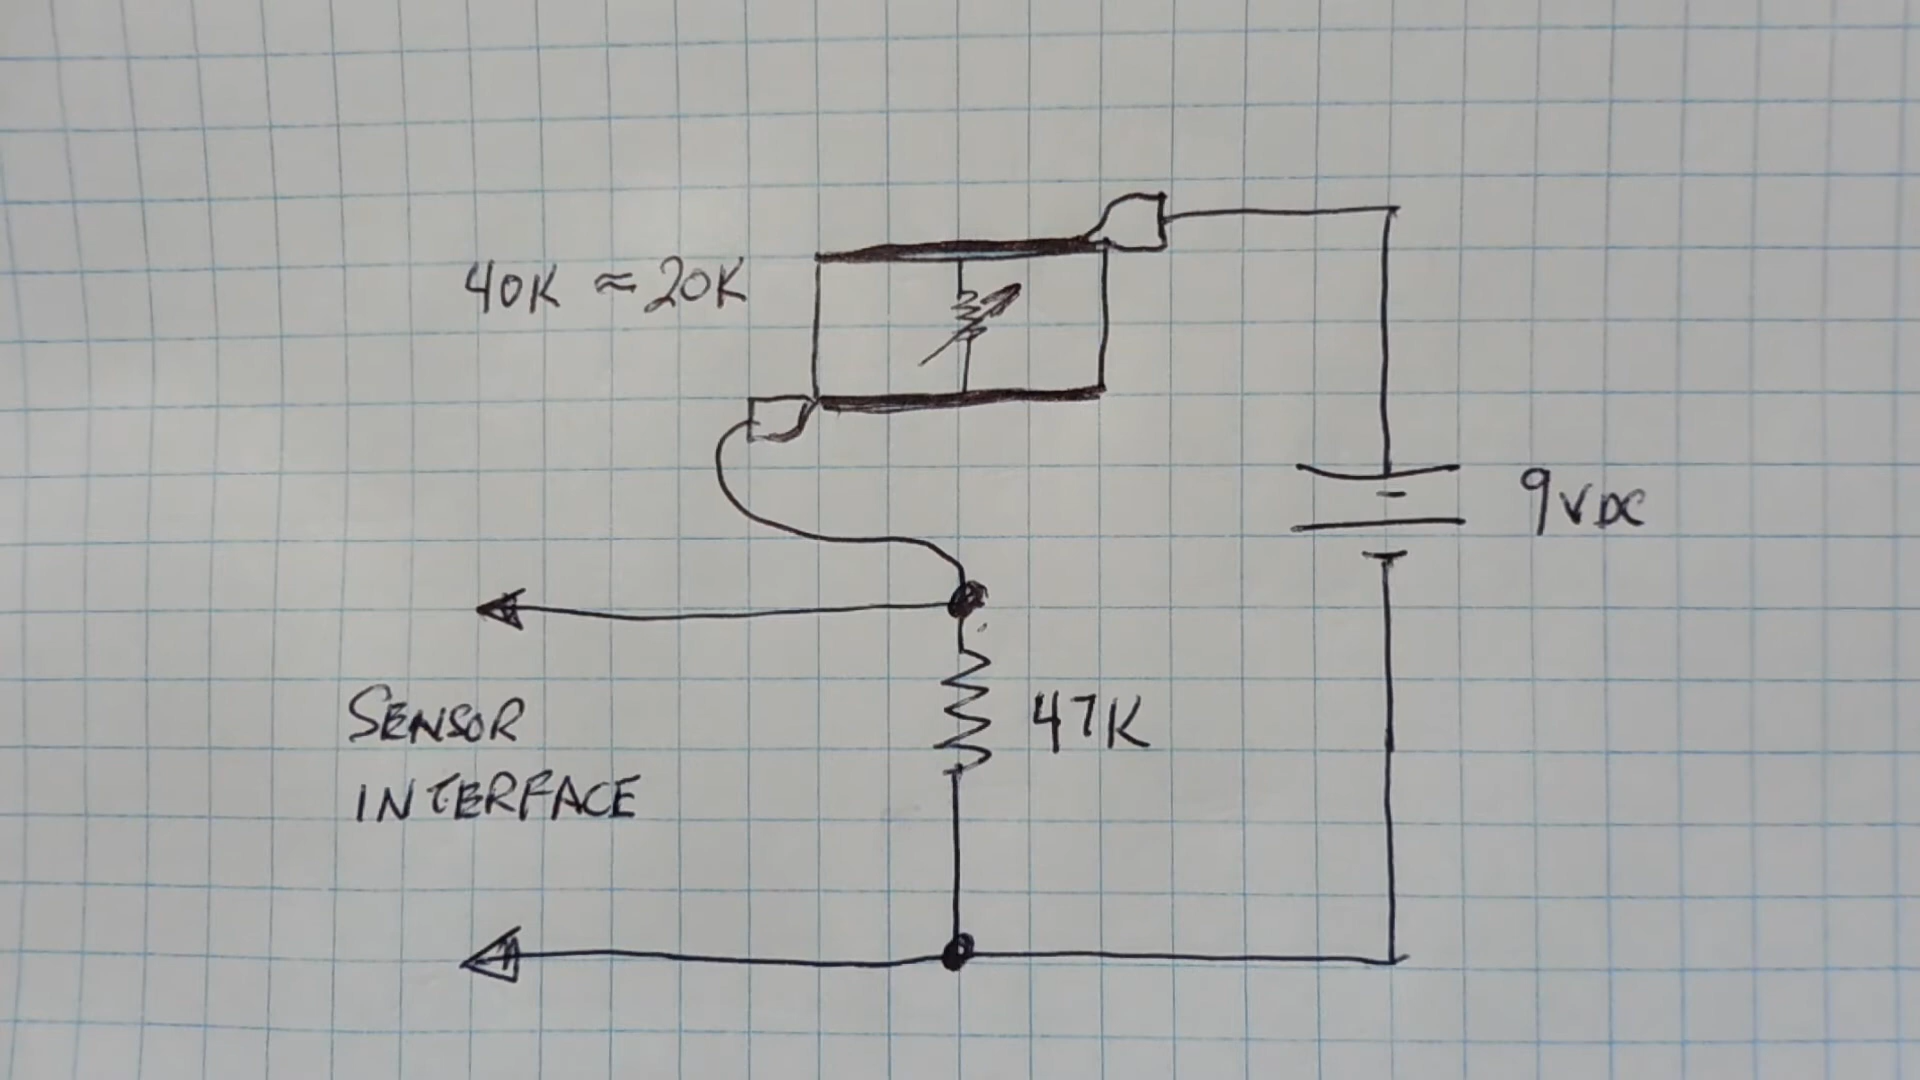 40K ≈ 20K
9VDC
47K
SENSOR
INTERFACE